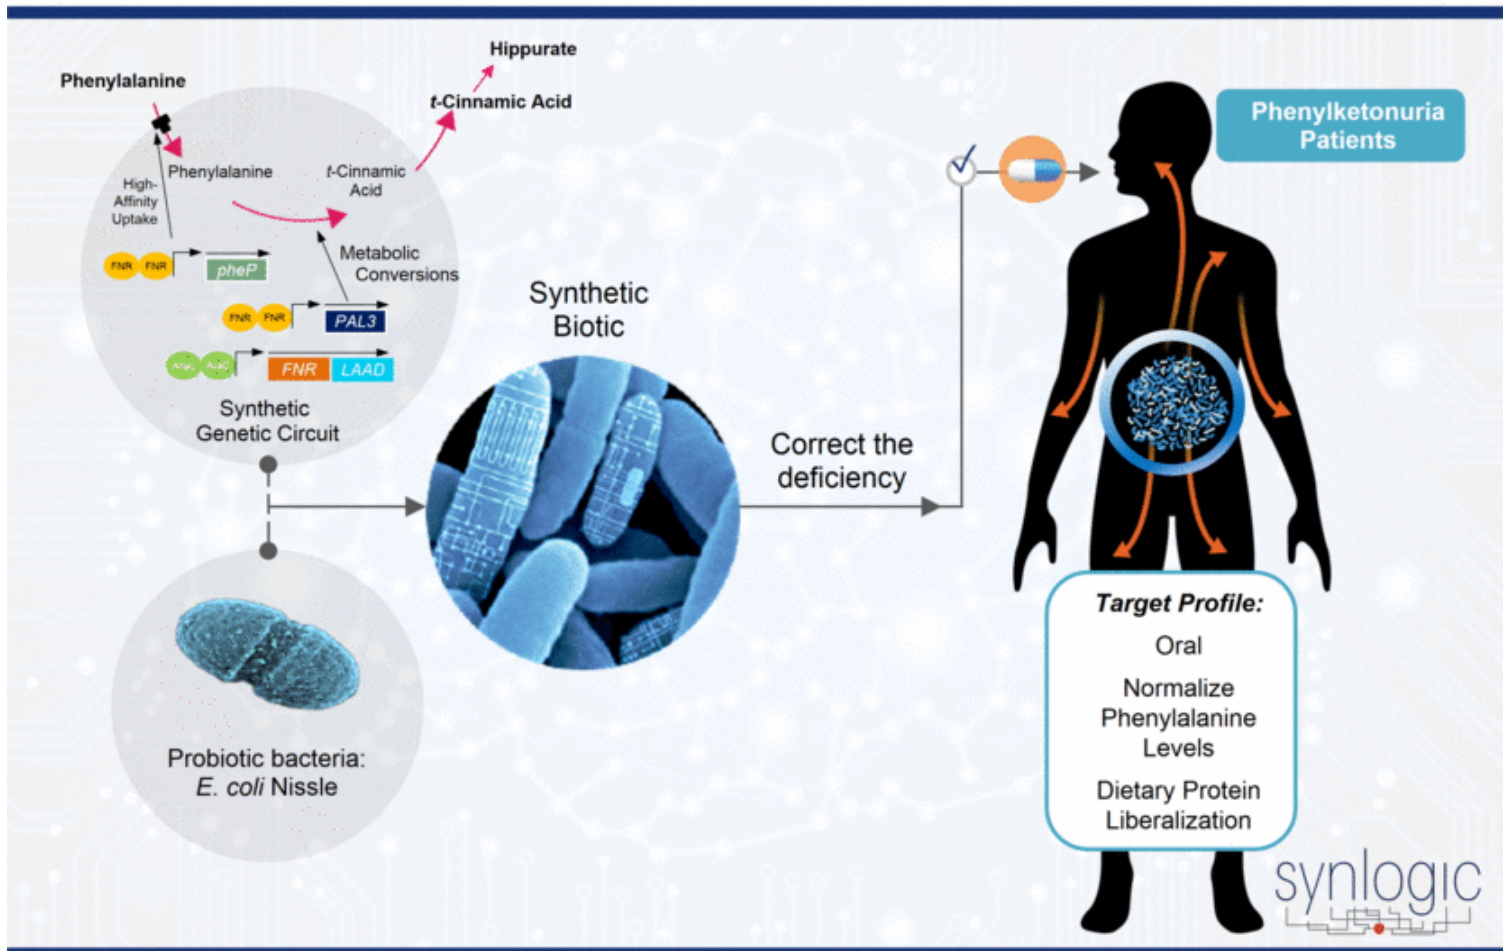 Hippurate
Phenylalanine
t-Cinnamic Acid
Phenylalanine
t-Cinnamic
Acid
High-
Affinity
Uptake
Metabolic
Conversions
FNR FNR
pheP
FNR FNR
PAL3
FNR LAAD
Synthetic
Genetic Circuit
Probiotic bacteria:
E. coli Nissle
Synthetic
Biotic
Correct the
deficiency
Phenylketonuria
Patients
Target Profile:
Oral
Normalize
Phenylalanine
Levels
Dietary Protein
Liberalization
synlogic